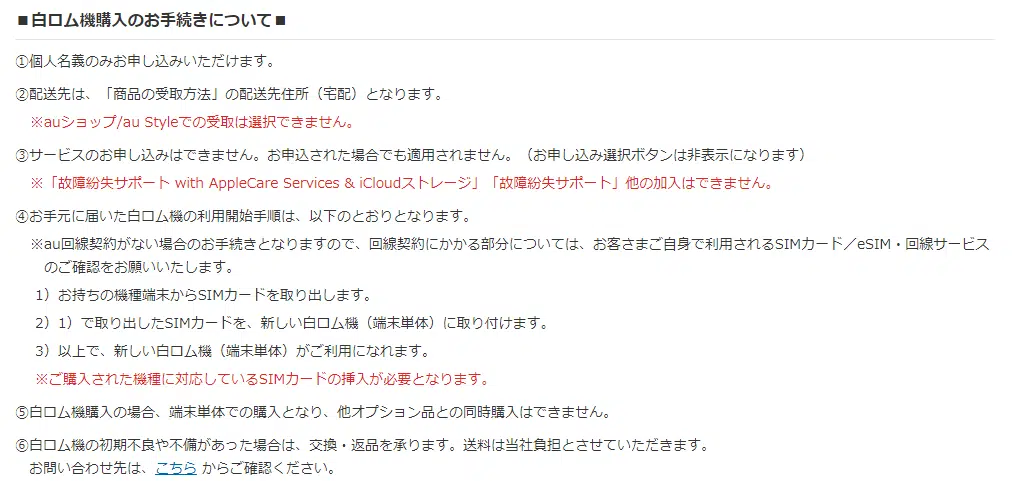 ■白ロム機購入のお手続きについて■
①個人名義のみお申し込みいただけます。
②配送先は、「商品の受取方法」の配送先住所（宅配）となります。
※auショップ/au Styleでの受取は選択できません。
③サービスのお申し込みはできません。お申込された場合でも適用されません。（お申し込み選択ボタンは非表示になります）
※「故障紛失サポート with AppleCare Services & iCloudストレージ」「故障紛失サポート」他の加入はできません。
④お手元に届いた白ロム機の利用開始手順は、以下のとおりとなります。
※au回線契約がない場合のお手続きとなりますので、回線契約にかかる部分については、お客さまご自身で利用されるSIMカード／eSIM・回線サービス
のご確認をお願いいたします。
1）お持ちの機種端末からSIMカードを取り出します。
2）1）で取り出したSIMカードを、新しい白ロム機（端末単体）に取り付けます。
3）以上で、新しい白ロム機（端末単体）がご利用になれます。
※ご購入された機種に対応しているSIMカードの挿入が必要となります。
⑤白ロム機購入の場合、端末単体での購入となり、他オプション品との同時購入はできません。
⑥白ロム機の初期不良や不備があった場合は、交換・返品を承ります。送料は当社負担とさせていただきます。
お問い合わせ先は、こちら からご確認ください。